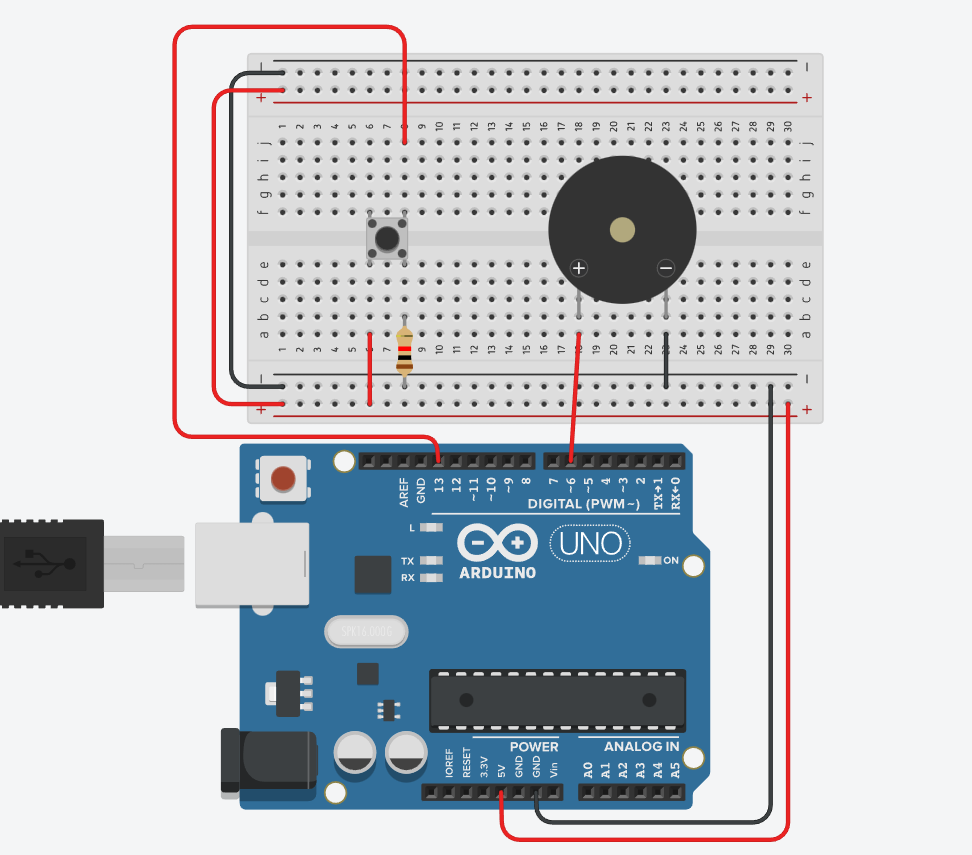 − −
+ +
1 2 3 4 5 6 7 8 9 10 11 12 13 14 15 16 17 18 19 20 21 22 23 24 25 26 27 28 29 30
j j
i i
h h
g g
f f
e e
d d
c c
b b
a a
+ −
1 2 3 4 5 6 7 8 9 10 11 12 13 14 15 16 17 18 19 20 21 22 23 24 25 26 27 28 29 30
− −
+ +
AREF GND 13 12 ~11 ~10 ~9 8 7 ~6 ~5 4 ~3 2 TX→1 RX←0
DIGITAL (PWM~)
L
TX
RX
− +
UNO
ON
ARDUINO
POWER ANALOG IN
IOREF RESET 3.3V 5V GND GND Vin A0 A1 A2 A3 A4 A5